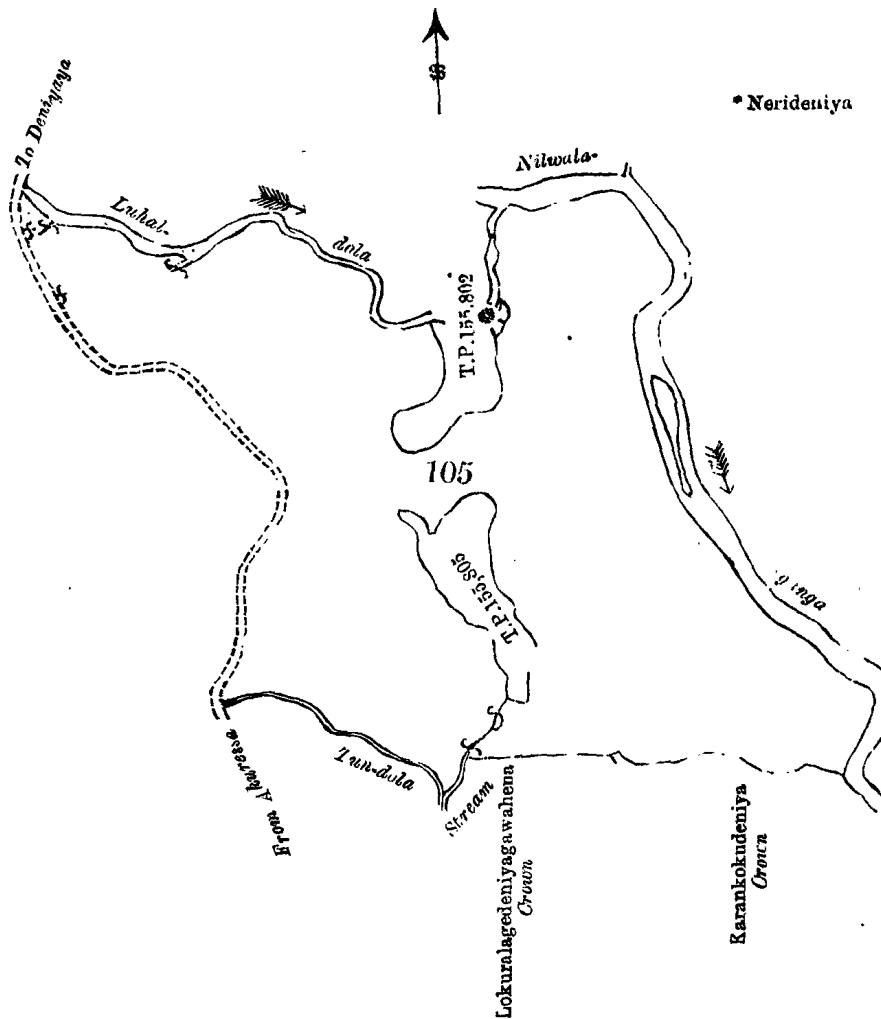 To Deniyaya
* Nerideniya
Nilwala-
Luhal-
dola
T.P. 155,802
105
T.P. 155,805
ganga
From Akuressa
Tun-dola
Stream
Lokuralagedeniyagawahena
Crown
Karankokudeniya
Crown